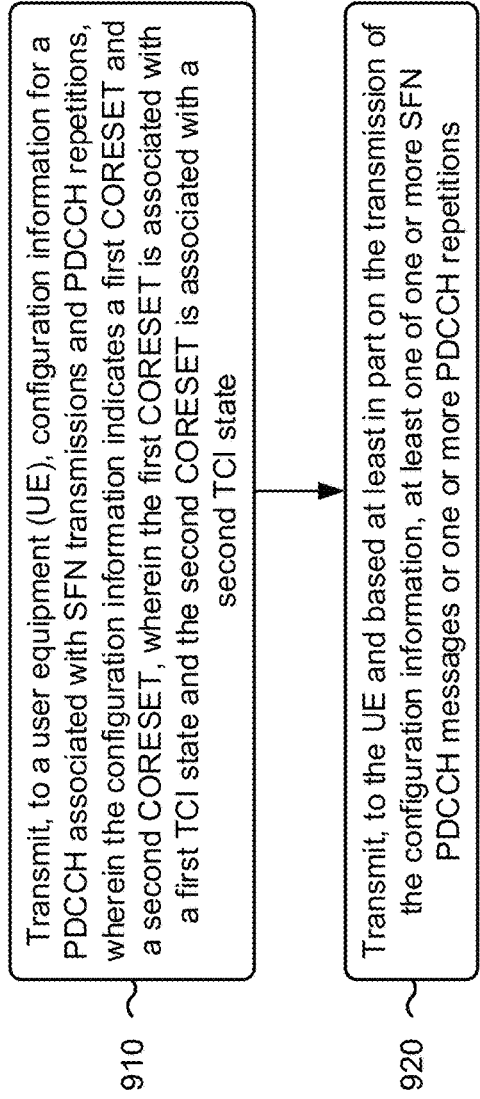 910
Transmit, to a user equipment (UE), configuration information for a
PDCCH associated with SFN transmissions and PDCCH repetitions,
wherein the configuration information indicates a first CORESET and
a second CORESET, wherein the first CORESET is associated with
a first TCI state and the second CORESET is associated with a
second TCI state
920
Transmit, to the UE and based at least in part on the transmission of
the configuration information, at least one of one or more SFN
PDCCH messages or one or more PDCCH repetitions